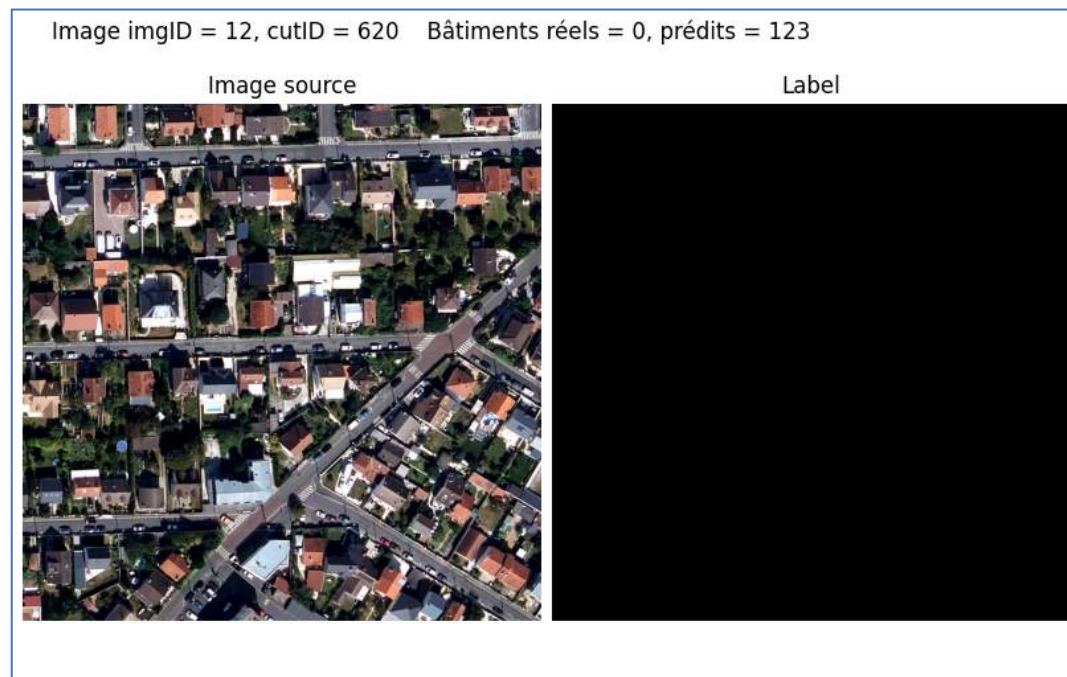 Image imgID = 12, cutID = 620    Bâtiments réels = 0, prédits = 123
Image source
Label